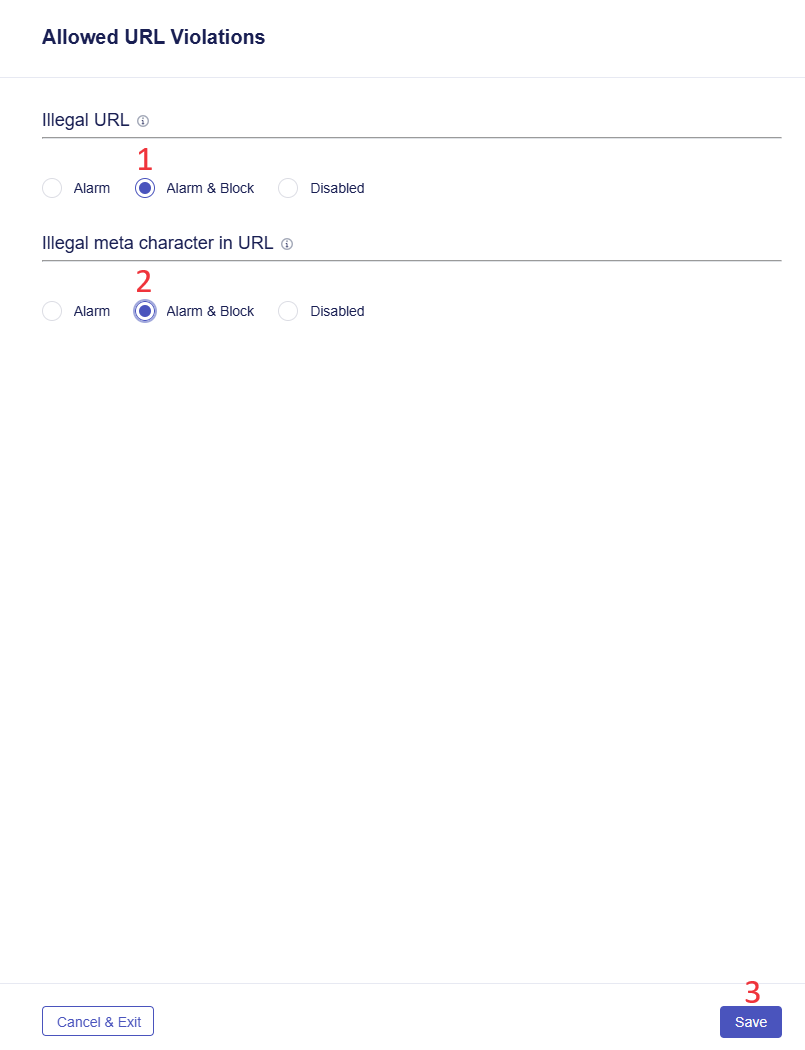 Allowed URL Violations
Illegal URL
1
Alarm Alarm & Block Disabled
Illegal meta character in URL
2
Alarm Alarm & Block Disabled
3
Cancel & Exit Save